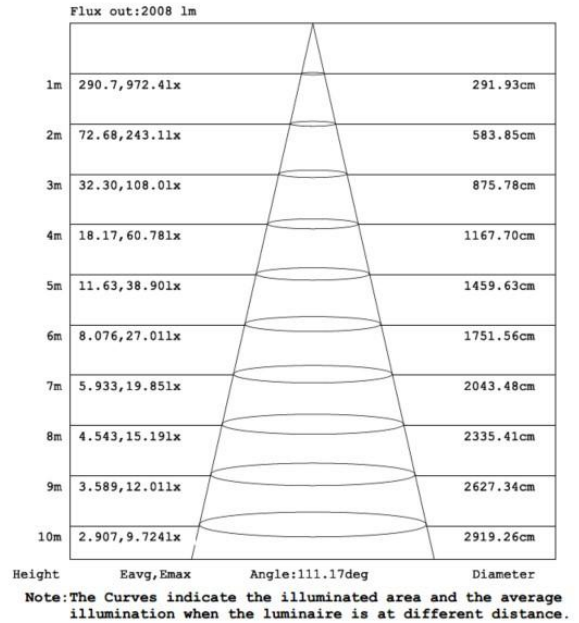 Flux out:2008 lm
1m 290.7,972.4lx 291.93cm
2m 72.68,243.1lx 583.85cm
3m 32.30,108.0lx 875.78cm
4m 18.17,60.78lx 1167.70cm
5m 11.63,38.90lx 1459.63cm
6m 8.076,27.01lx 1751.56cm
7m 5.933,19.85lx 2043.48cm
8m 4.543,15.19lx 2335.41cm
9m 3.589,12.01lx 2627.34cm
10m 2.907,9.724lx 2919.26cm
Height Eavg,Emax Angle:111.17deg Diameter
Note:The Curves indicate the illuminated area and the average
illumination when the luminaire is at different distance.